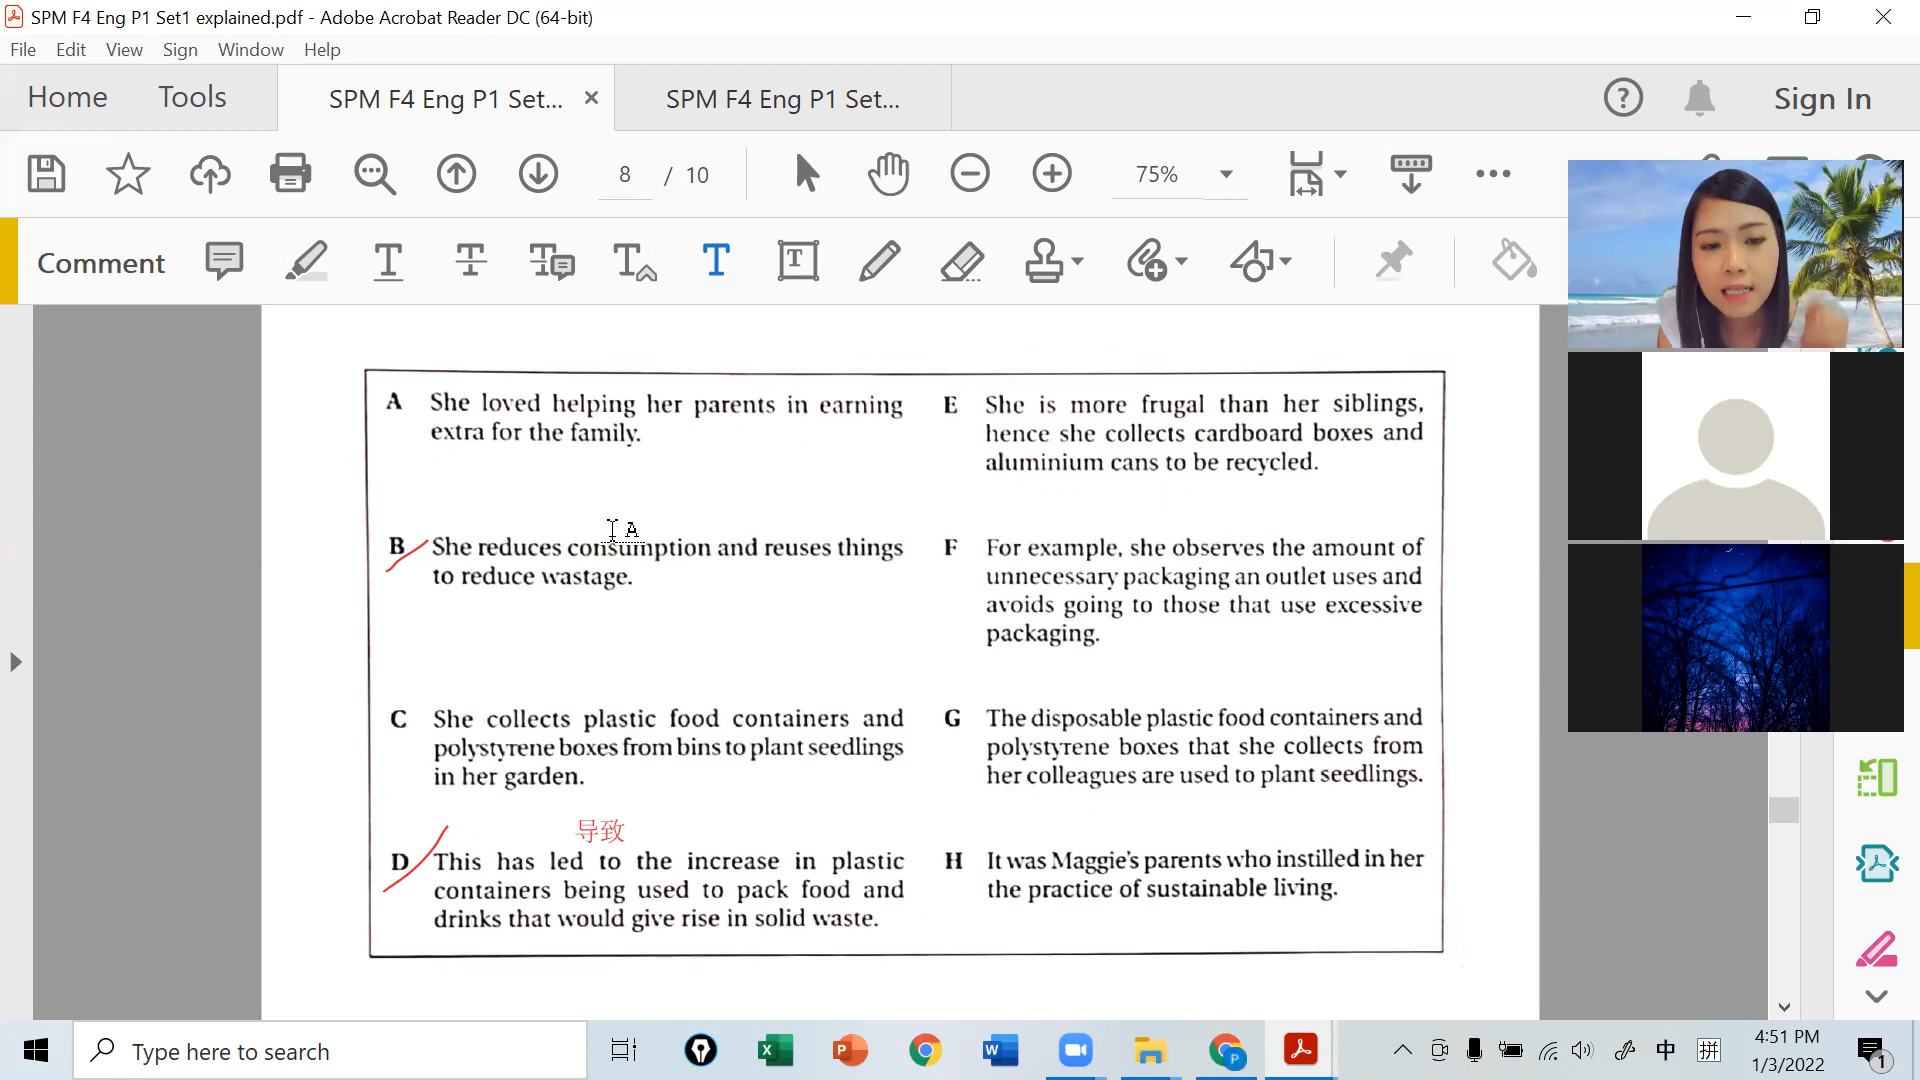 SPM F4 Eng P1 Set1 explained.pdf - Adobe Acrobat Reader DC (64-bit)
File Edit View Sign Window Help
Home Tools SPM F4 Eng P1 Set... SPM F4 Eng P1 Set... Sign In
8 / 10 75%
Comment
A She loved helping her parents in earning
extra for the family.
B She reduces consumption and reuses things
to reduce wastage.
C She collects plastic food containers and
polystyrene boxes from bins to plant seedlings
in her garden.
导致
D This has led to the increase in plastic
containers being used to pack food and
drinks that would give rise in solid waste.
E She is more frugal than her siblings,
hence she collects cardboard boxes and
aluminium cans to be recycled.
F For example, she observes the amount of
unnecessary packaging an outlet uses and
avoids going to those that use excessive
packaging.
G The disposable plastic food containers and
polystyrene boxes that she collects from
her colleagues are used to plant seedlings.
H It was Maggie's parents who instilled in her
the practice of sustainable living.
Type here to search
中 拼
4:51 PM
1/3/2022
1